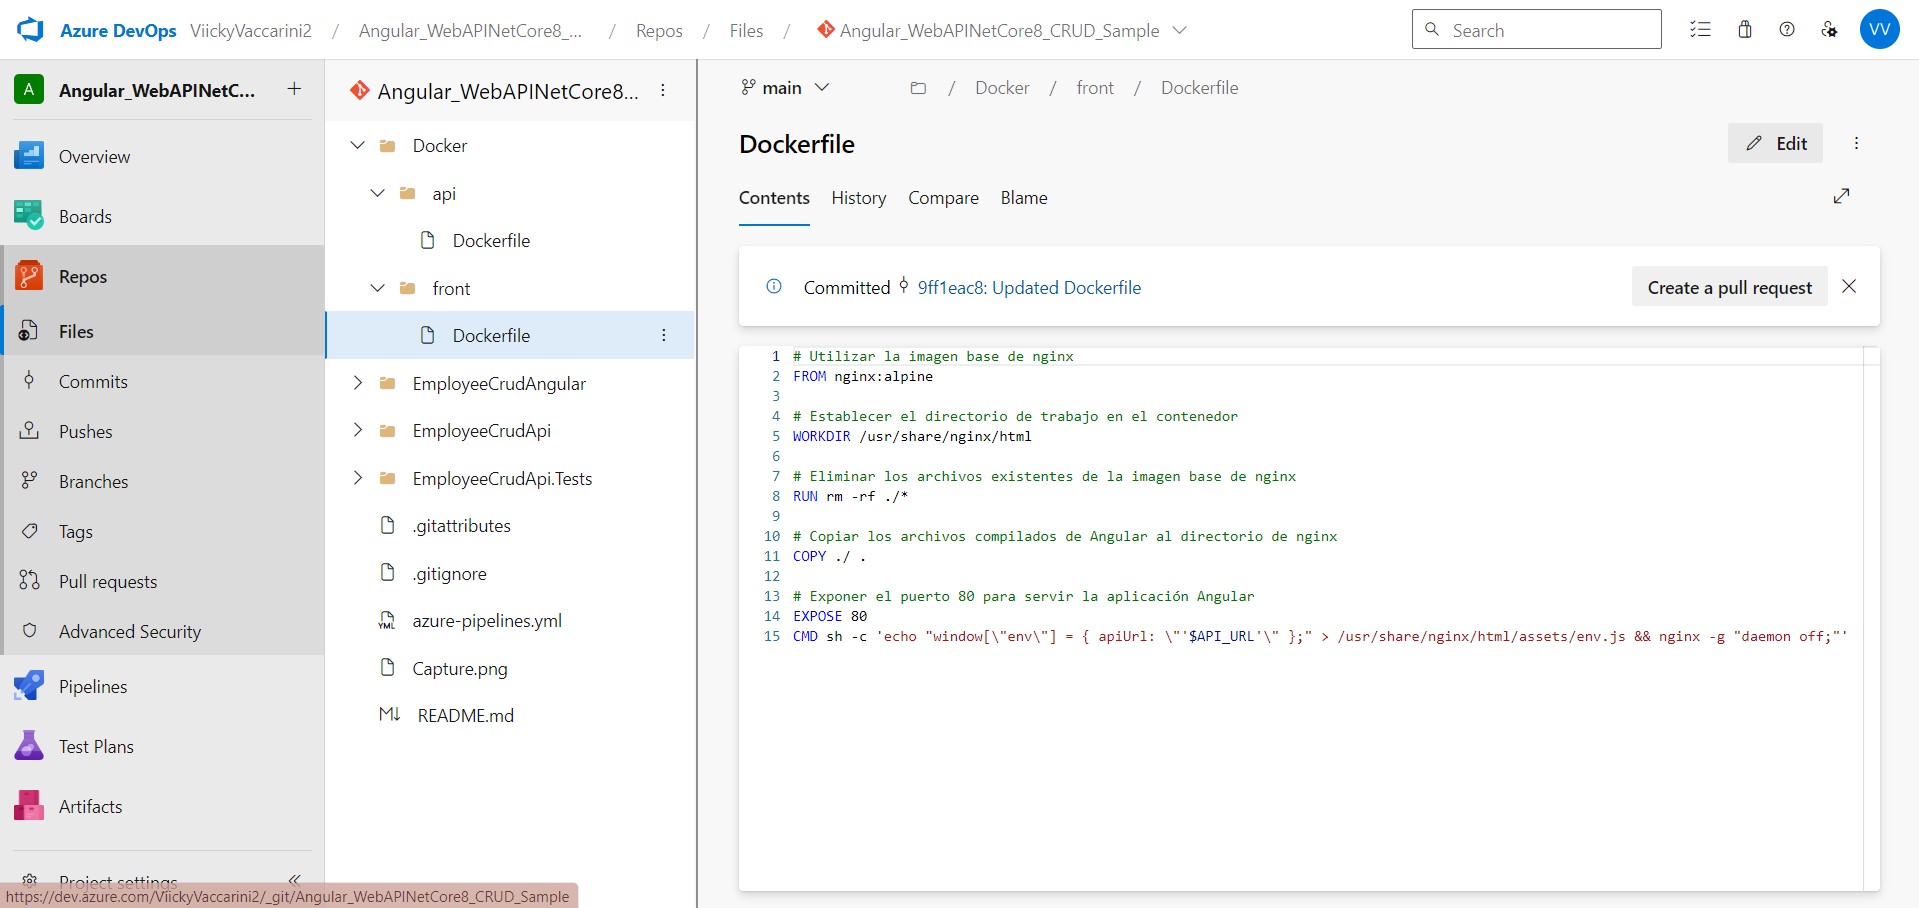 Azure DevOps ViickyVaccarini2 / Angular_WebAPINetCore8_... / Repos / Files / Angular_WebAPINetCore8_CRUD_Sample
Search
VV
A Angular_WebAPINetC... +
Overview
Boards
Repos
Files
Commits
Pushes
Branches
Tags
Pull requests
Advanced Security
Pipelines
Test Plans
Artifacts
Project settings
https://dev.azure.com/ViickyVaccarini2/_git/Angular_WebAPINetCore8_CRUD_Sample
Angular_WebAPINetCore8...
Docker
api
Dockerfile
front
Dockerfile
EmployeeCrudAngular
EmployeeCrudApi
EmployeeCrudApi.Tests
.gitattributes
.gitignore
YML azure-pipelines.yml
Capture.png
M↓ README.md
main / Docker / front / Dockerfile
Dockerfile
Edit
Contents History Compare Blame
Committed 9ff1eac8: Updated Dockerfile
Create a pull request
1 # Utilizar la imagen base de nginx
2 FROM nginx:alpine
3
4 # Establecer el directorio de trabajo en el contenedor
5 WORKDIR /usr/share/nginx/html
6
7 # Eliminar los archivos existentes de la imagen base de nginx
8 RUN rm -rf ./*
9
10 # Copiar los archivos compilados de Angular al directorio de nginx
11 COPY ./ .
12
13 # Exponer el puerto 80 para servir la aplicación Angular
14 EXPOSE 80
15 CMD sh -c 'echo "window[\"env\"] = { apiUrl: \"'$API_URL'\" };" > /usr/share/nginx/html/assets/env.js && nginx -g "daemon off;"'